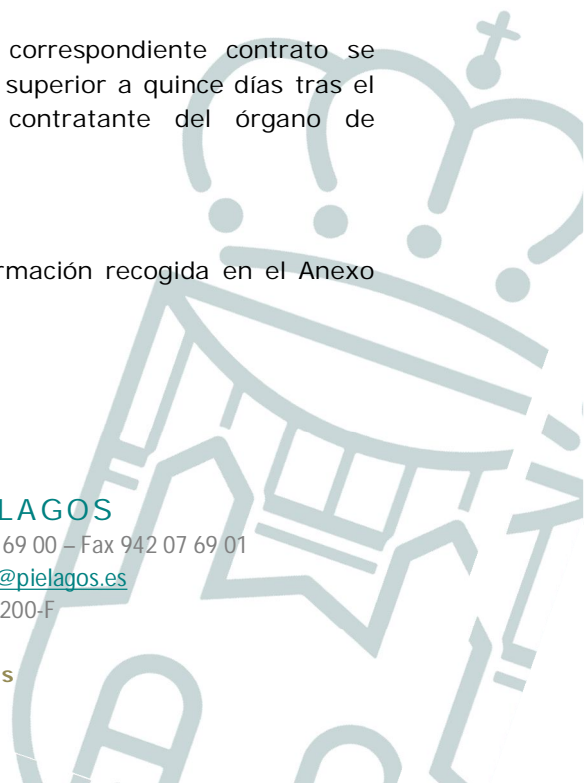 correspondiente contrato se
superior a quince días tras el
contratante del órgano de
rmación recogida en el Anexo
LAGOS
69 00 – Fax 942 07 69 01
@pielagos.es
200-F
s